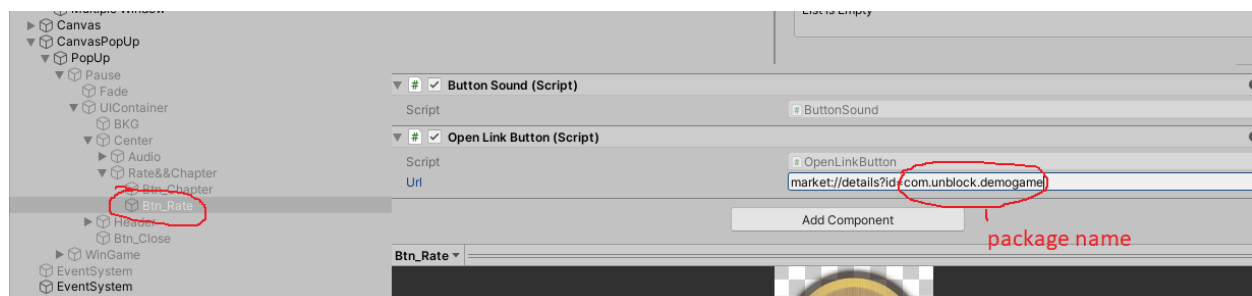 Multiple Window
Canvas
CanvasPopUp
PopUp
Pause
Fade
UIContainer
BKG
Center
Audio
Rate&&Chapter
Btn_Chapter
Btn_Rate
Header
Btn_Close
WinGame
EventSystem
EventSystem
List is Empty
# Button Sound (Script)
Script # ButtonSound
# Open Link Button (Script)
Script # OpenLinkButton
Url market://details?id=com.unblock.demogame
Add Component
package name
Btn_Rate